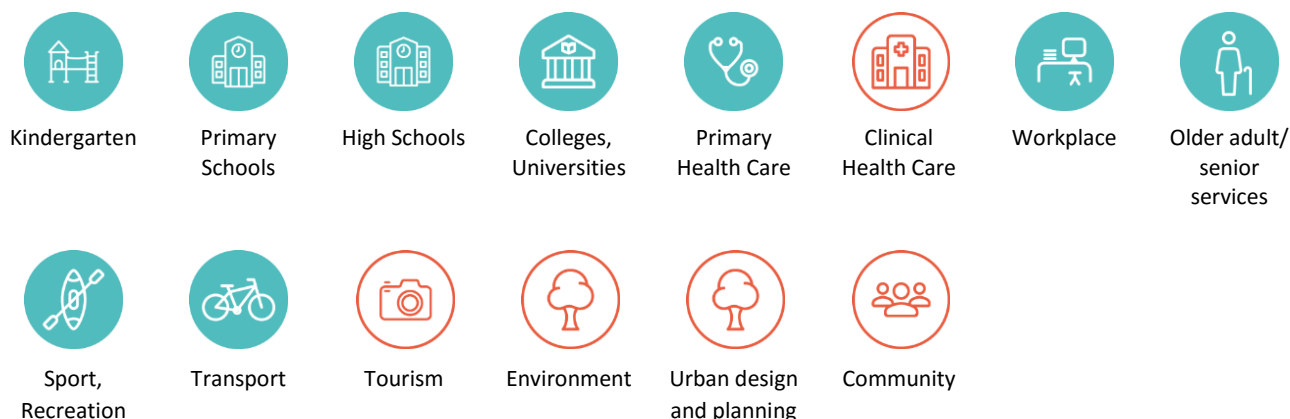 Kindergarten
Primary
Schools
High Schools
Colleges,
Universities
Primary
Health Care
Clinical
Health Care
Workplace
Older adult/
senior
services
Sport,
Recreation
Transport
Tourism
Environment
Urban design
and planning
Community